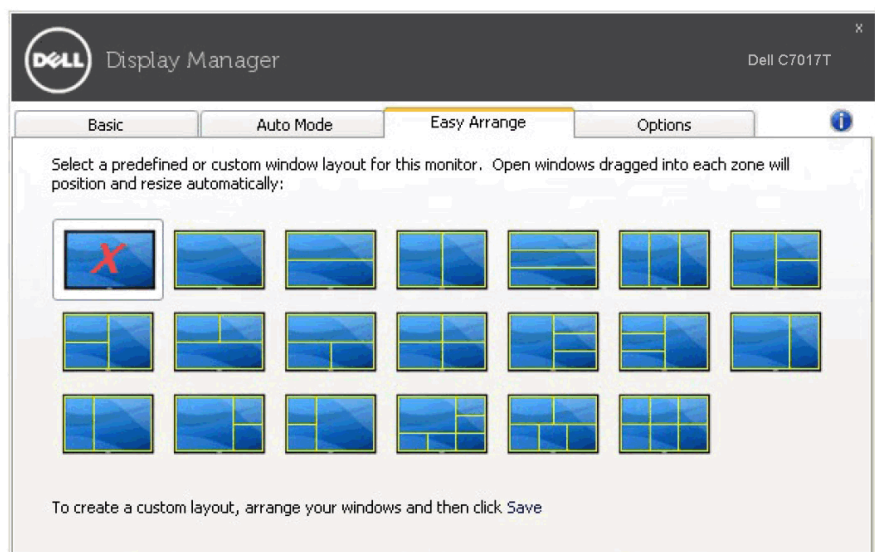 x
DELL
Display Manager
Dell C7017T
Basic
Auto Mode
Easy Arrange
Options
i
Select a predefined or custom window layout for this monitor. Open windows dragged into each zone will
position and resize automatically:
X
To create a custom layout, arrange your windows and then click Save